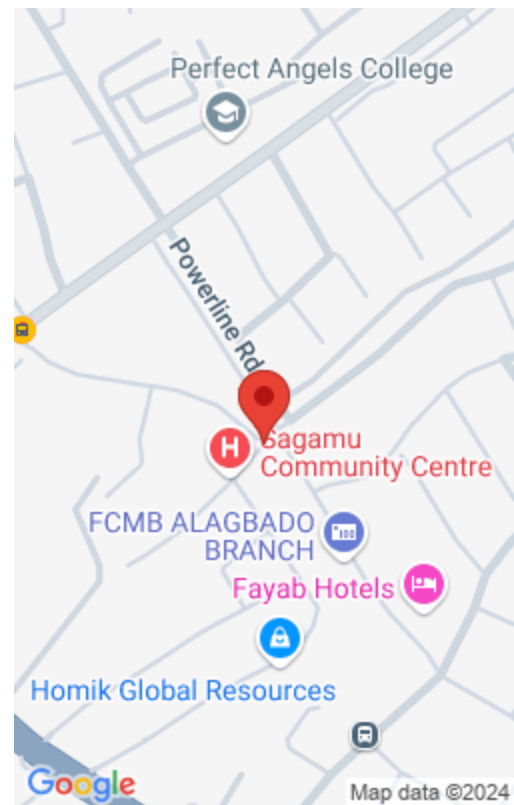 Perfect Angels College
Powerline Rd
H
Sagamu
Community Centre
FCMB ALAGBADO
BRANCH
Fayab Hotels
Homik Global Resources
Google
Map data ©2024